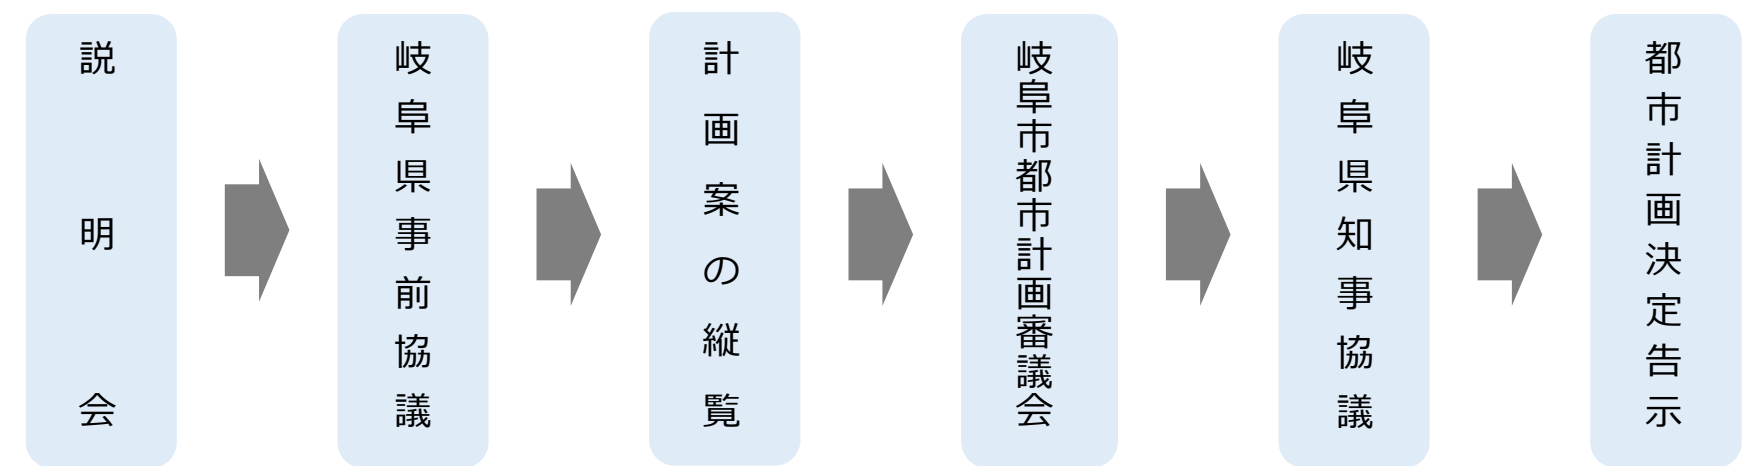 説明会
岐阜県事前協議
計画案の縦覧
岐阜市都市計画審議会
岐阜県知事協議
都市計画決定告示